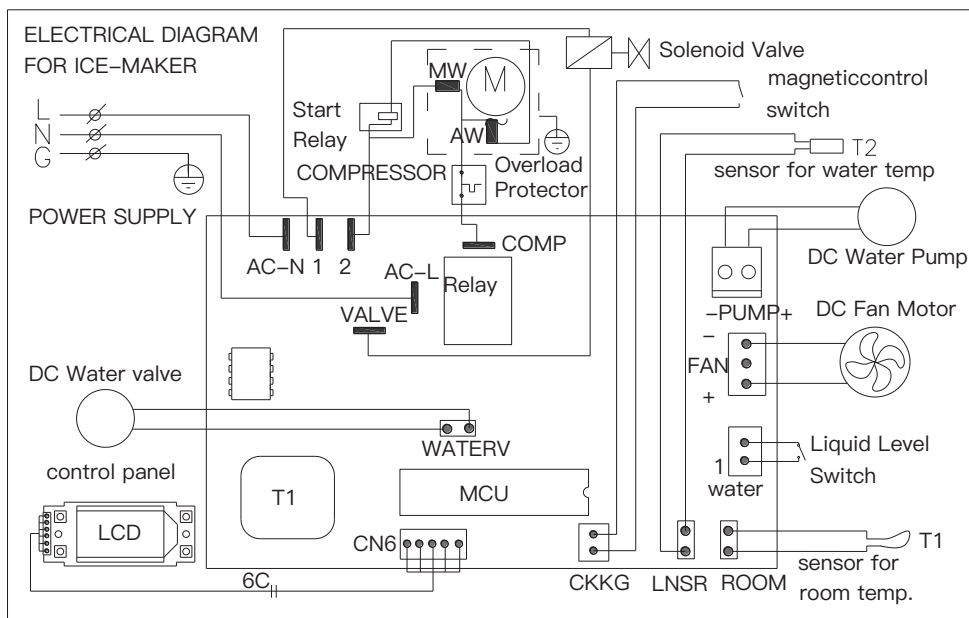 ELECTRICAL DIAGRAM
FOR ICE-MAKER
L
N
G
POWER SUPPLY
Start
Relay
COMPRESSOR
MW
M
AW
Overload
Protector
Solenoid Valve
magneticcontrol
switch
T2
sensor for water temp
DC Water Pump
AC-N 1 2
COMP
AC-L
Relay
VALVE
-PUMP+
DC Fan Motor
-
FAN
+
DC Water valve
WATERV
Liquid Level
Switch
1
water
control panel
LCD
T1
MCU
CN6
6C
CKKG
LNSR
ROOM
T1
sensor for
room temp.